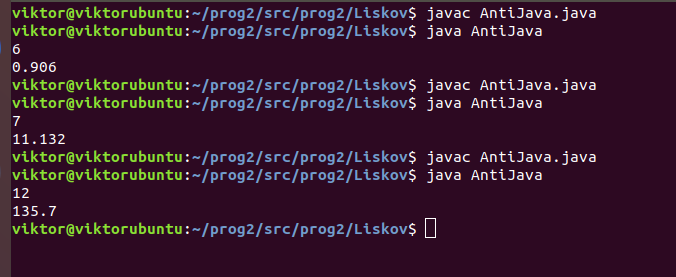 viktor@viktorubuntu:~/prog2/src/prog2/Liskov$ javac AntiJava.java
viktor@viktorubuntu:~/prog2/src/prog2/Liskov$ java AntiJava
6
0.906
viktor@viktorubuntu:~/prog2/src/prog2/Liskov$ javac AntiJava.java
viktor@viktorubuntu:~/prog2/src/prog2/Liskov$ java AntiJava
7
11.132
viktor@viktorubuntu:~/prog2/src/prog2/Liskov$ javac AntiJava.java
viktor@viktorubuntu:~/prog2/src/prog2/Liskov$ java AntiJava
12
135.7
viktor@viktorubuntu:~/prog2/src/prog2/Liskov$